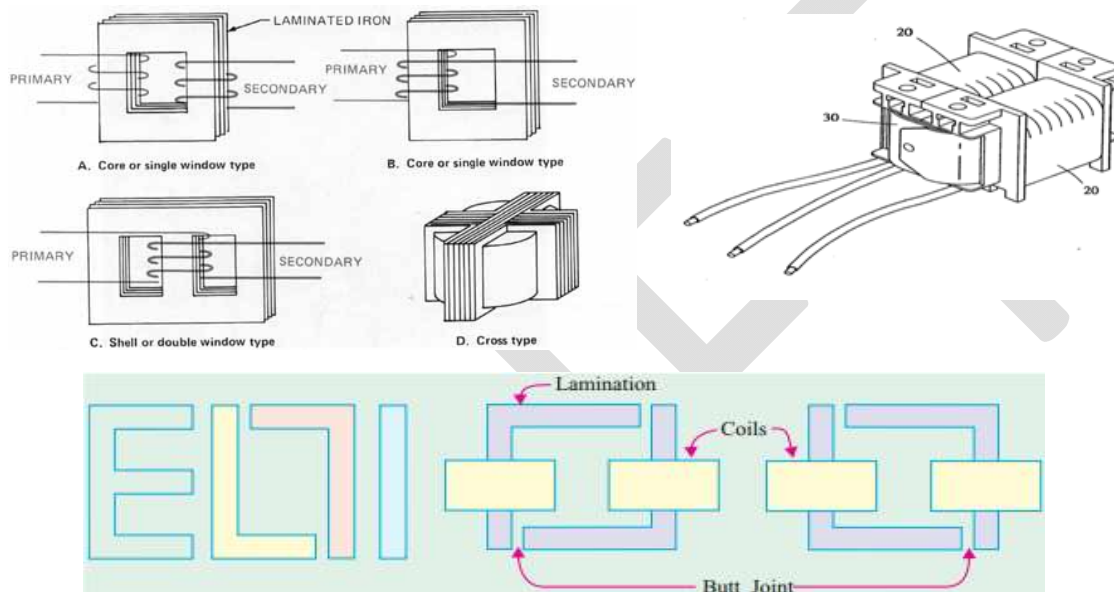 LAMINATED IRON
PRIMARY
SECONDARY
A. Core or single window type
PRIMARY
SECONDARY
B. Core or single window type
PRIMARY
SECONDARY
C. Shell or double window type
D. Cross type
20
30
20
Lamination
Coils
Butt Joint